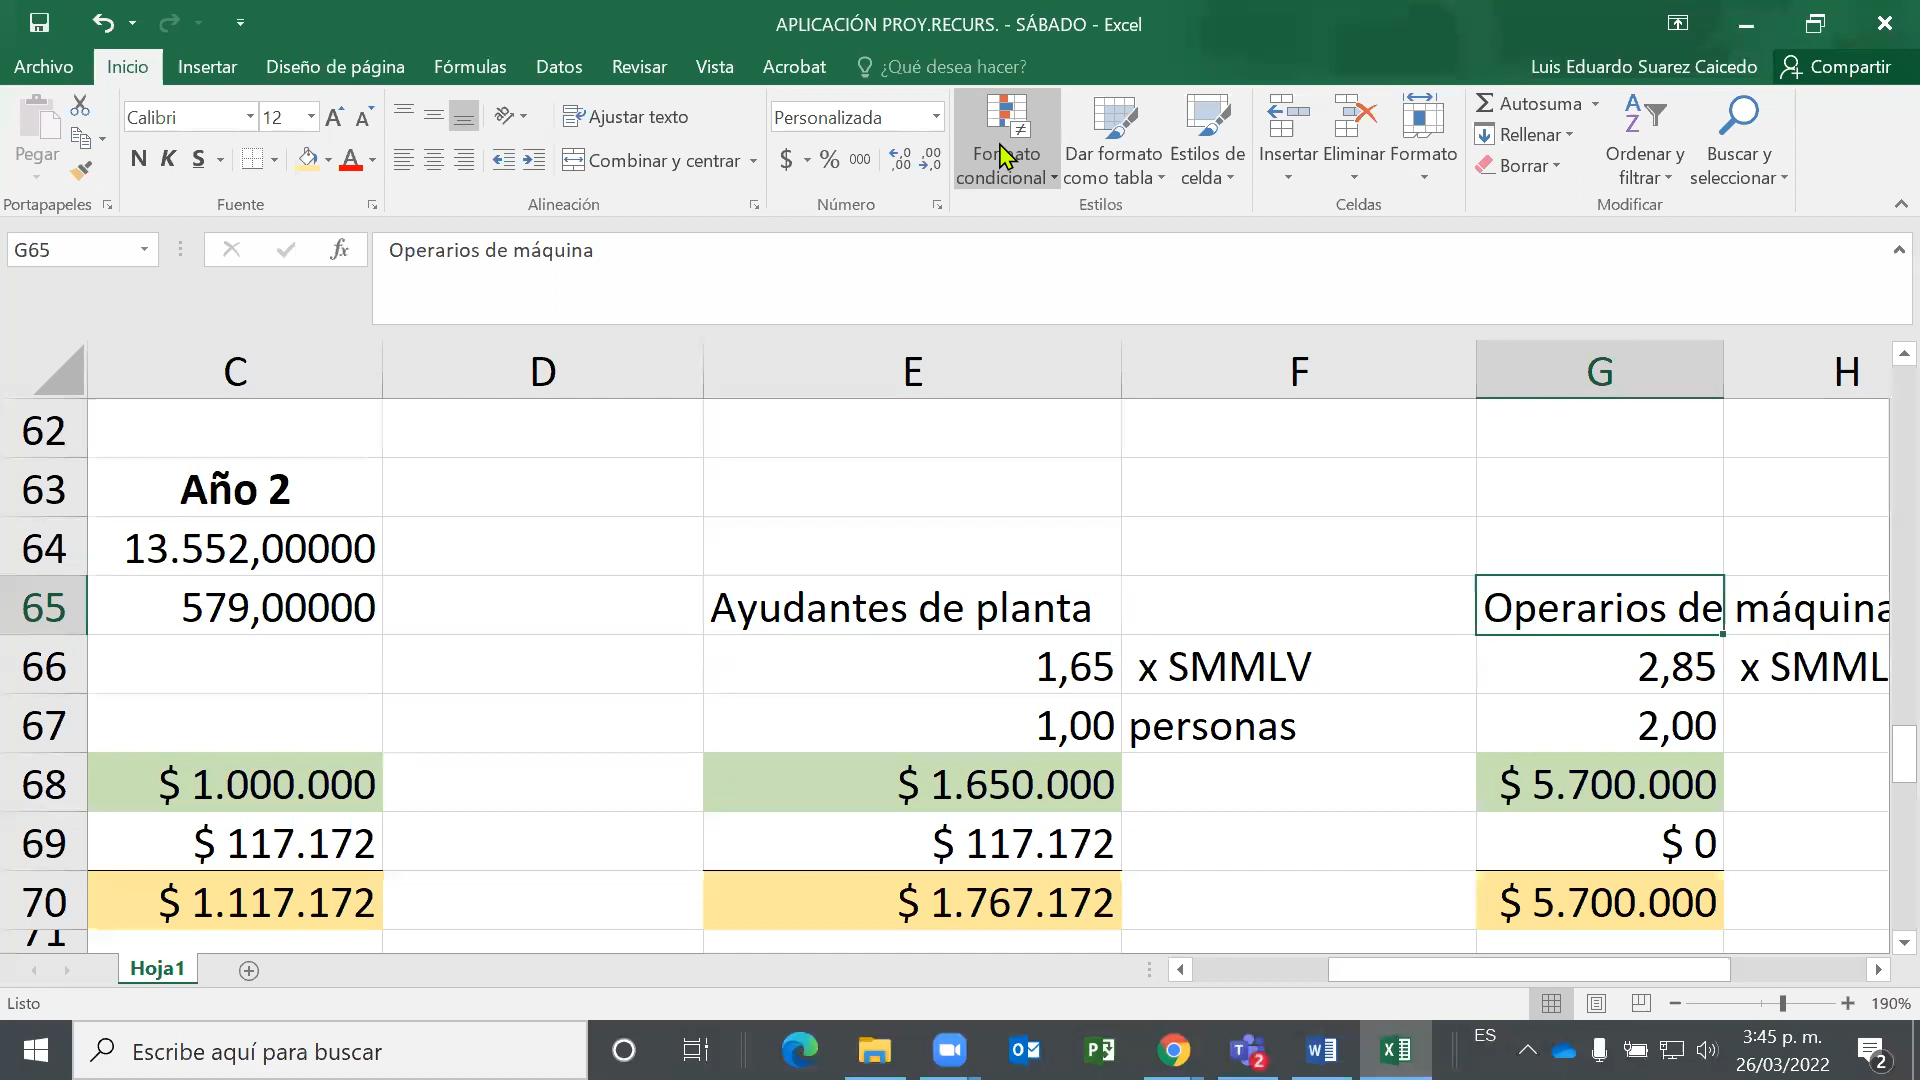 APLICACIÓN PROY.RECURS. - SÁBADO - Excel
Archivo Inicio Insertar Diseño de página Fórmulas Datos Revisar Vista Acrobat ¿Qué desea hacer? Luis Eduardo Suarez Caicedo Compartir
Pegar
Calibri 12
N K S
Ajustar texto
Combinar y centrar
Personalizada
$ % 000
Formato condicional
Dar formato como tabla
Estilos de celda
Insertar Eliminar Formato
Autosuma
Rellenar
Borrar
Ordenar y filtrar
Buscar y seleccionar
Portapapeles Fuente Alineación Número Estilos Celdas Modificar
G65 fx Operarios de máquina
C D E F G H
62
63 Año 2
64 13.552,00000
65 579,00000 Ayudantes de planta Operarios de máquina
66 1,65 x SMMLV 2,85 x SMML
67 1,00 personas 2,00
68 $ 1.000.000 $ 1.650.000 $ 5.700.000
69 $ 117.172 $ 117.172 $ 0
70 $ 1.117.172 $ 1.767.172 $ 5.700.000
71
Hoja1
Listo 190%
Escribe aquí para buscar
2
ES
3:45 p. m.
26/03/2022
2